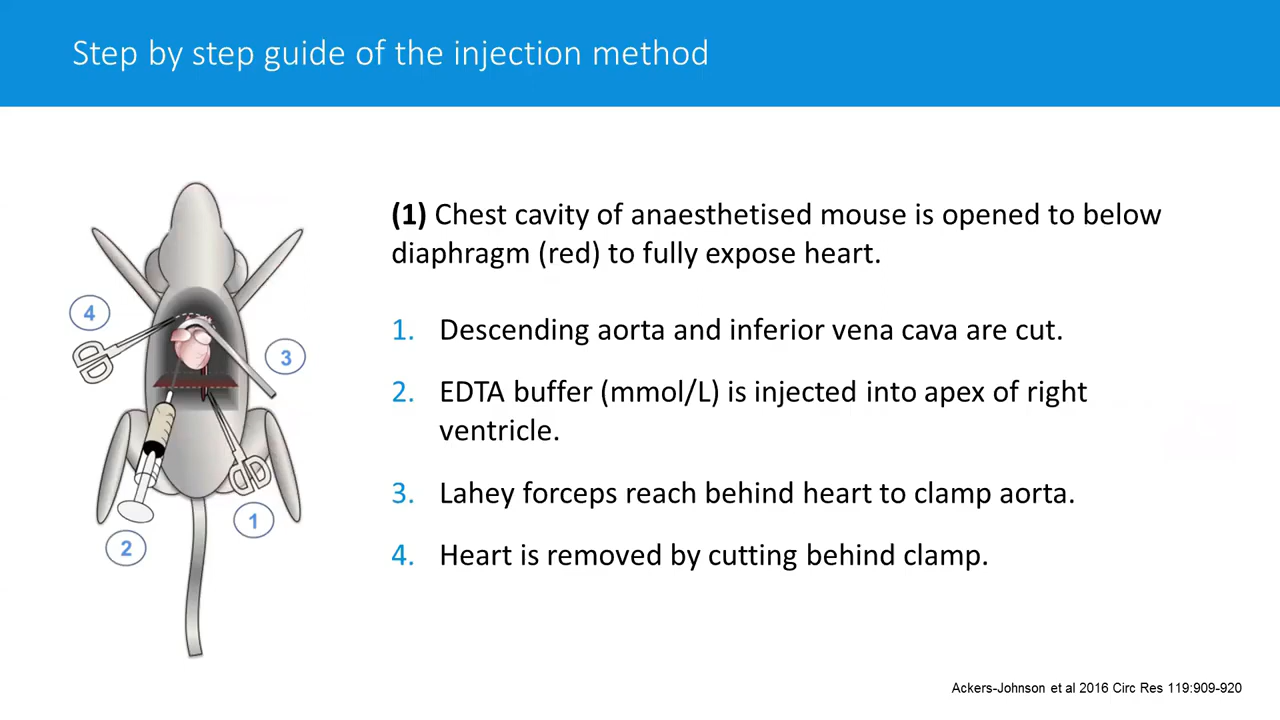 Step by step guide of the injection method
(1) Chest cavity of anaesthetised mouse is opened to below
diaphragm (red) to fully expose heart.
1. Descending aorta and inferior vena cava are cut.
2. EDTA buffer (mmol/L) is injected into apex of right
ventricle.
3. Lahey forceps reach behind heart to clamp aorta.
4. Heart is removed by cutting behind clamp.
4
3
1
2
Ackers-Johnson et al 2016 Circ Res 119:909-920